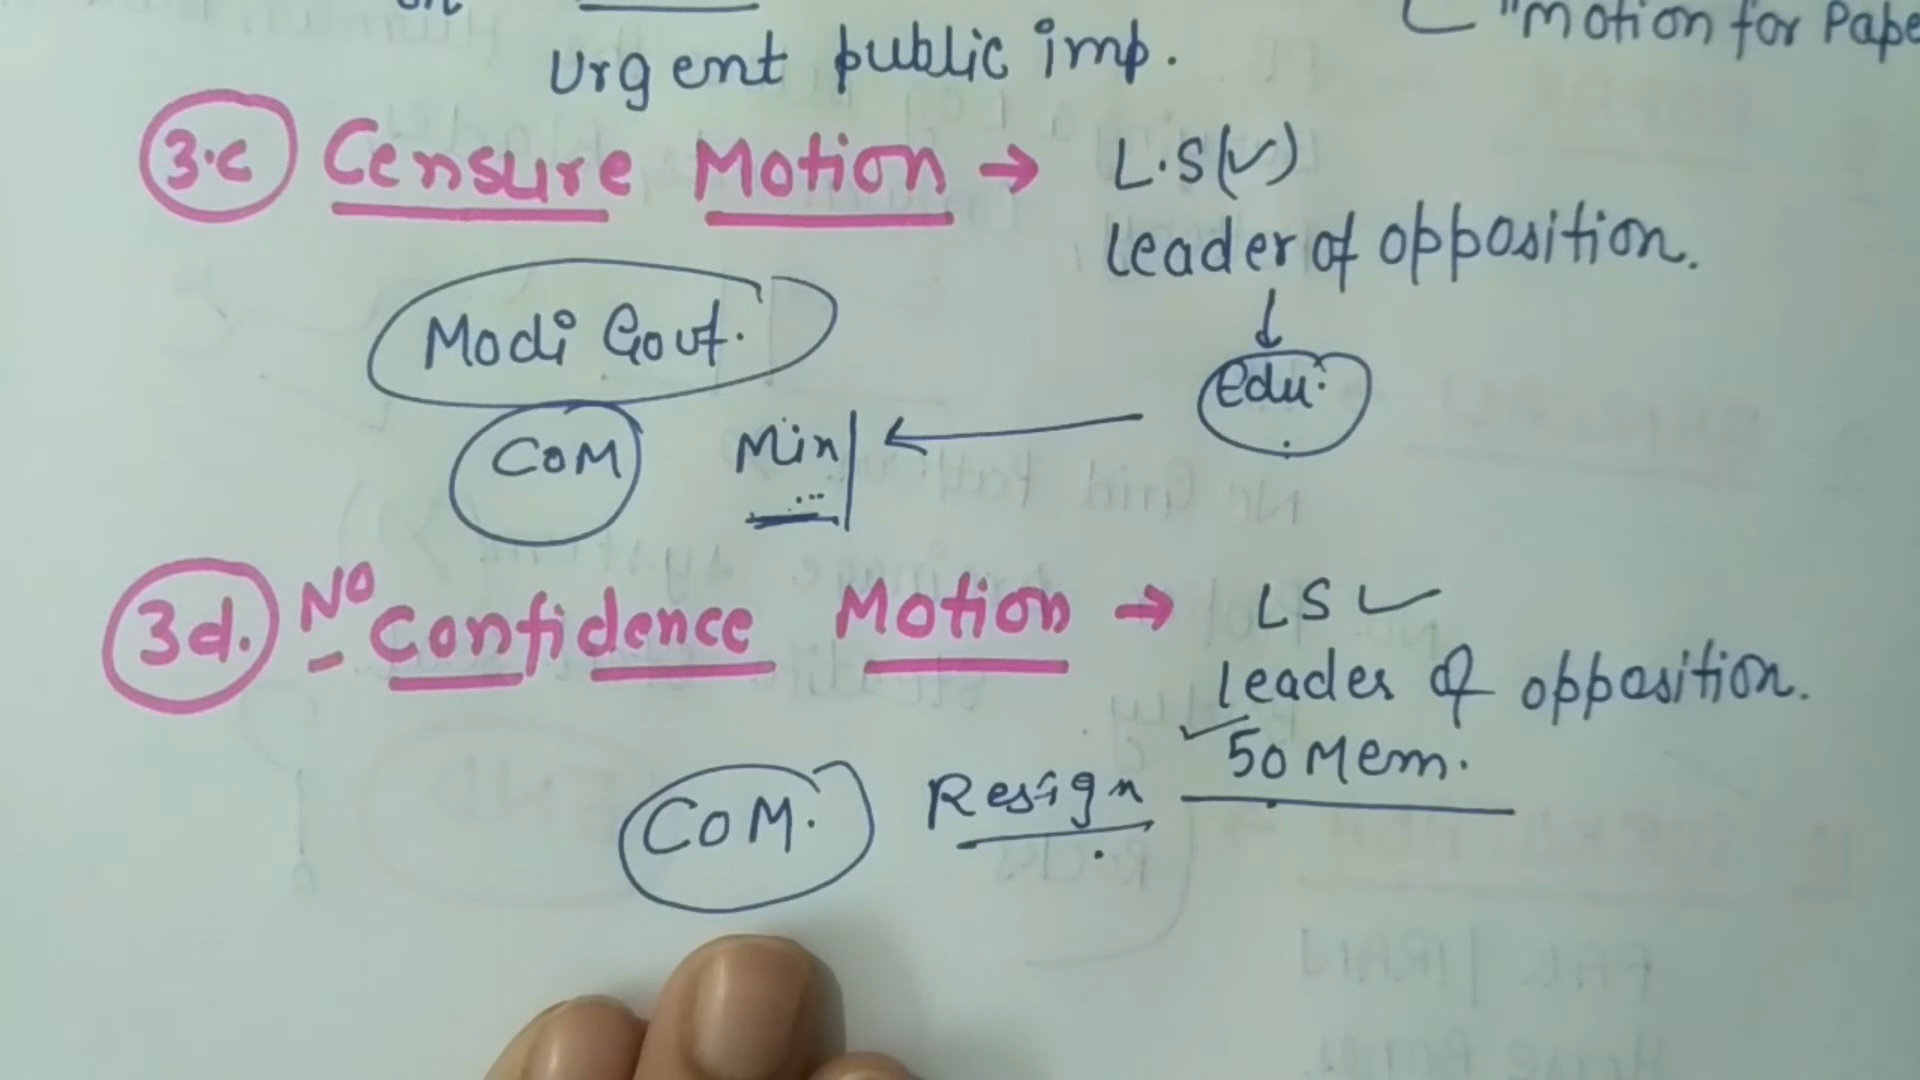 "Motion for Pape
Urgent public imp.
3.c Censure Motion → L.S(✓)
leader of opposition.
Modi Govt.
edu.
COM Min
3d. No Confidence Motion → LS ✓
leader of opposition.
✓ 50 Mem.
COM. Resign